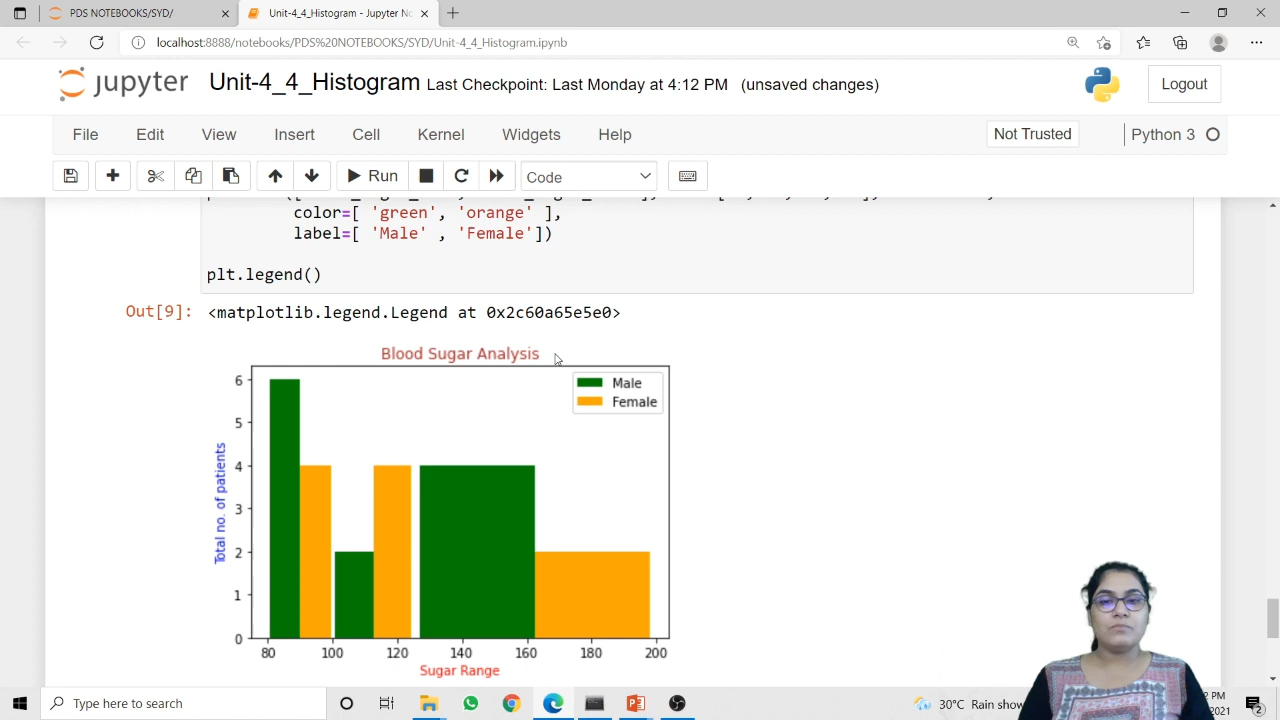 PDS NOTEBOOKS/SYD/
Unit-4_4_Histogram - Jupyter No
localhost:8888/notebooks/PDS%20NOTEBOOKS/SYD/Unit-4_4_Histogram.ipynb
jupyter Unit-4_4_Histogram Last Checkpoint: Last Monday at 4:12 PM (unsaved changes)
Logout
File Edit View Insert Cell Kernel Widgets Help
Not Trusted
Python 3
Run
Code
color=[ 'green', 'orange' ],
label=[ 'Male' , 'Female'])
plt.legend()
Out[9]: <matplotlib.legend.Legend at 0x2c60a65e5e0>
Blood Sugar Analysis
Male
Female
Total no. of patients
6
5
4
3
2
1
0
80 100 120 140 160 180 200
Sugar Range
Type here to search
30°C Rain show
2 PM
2021
2